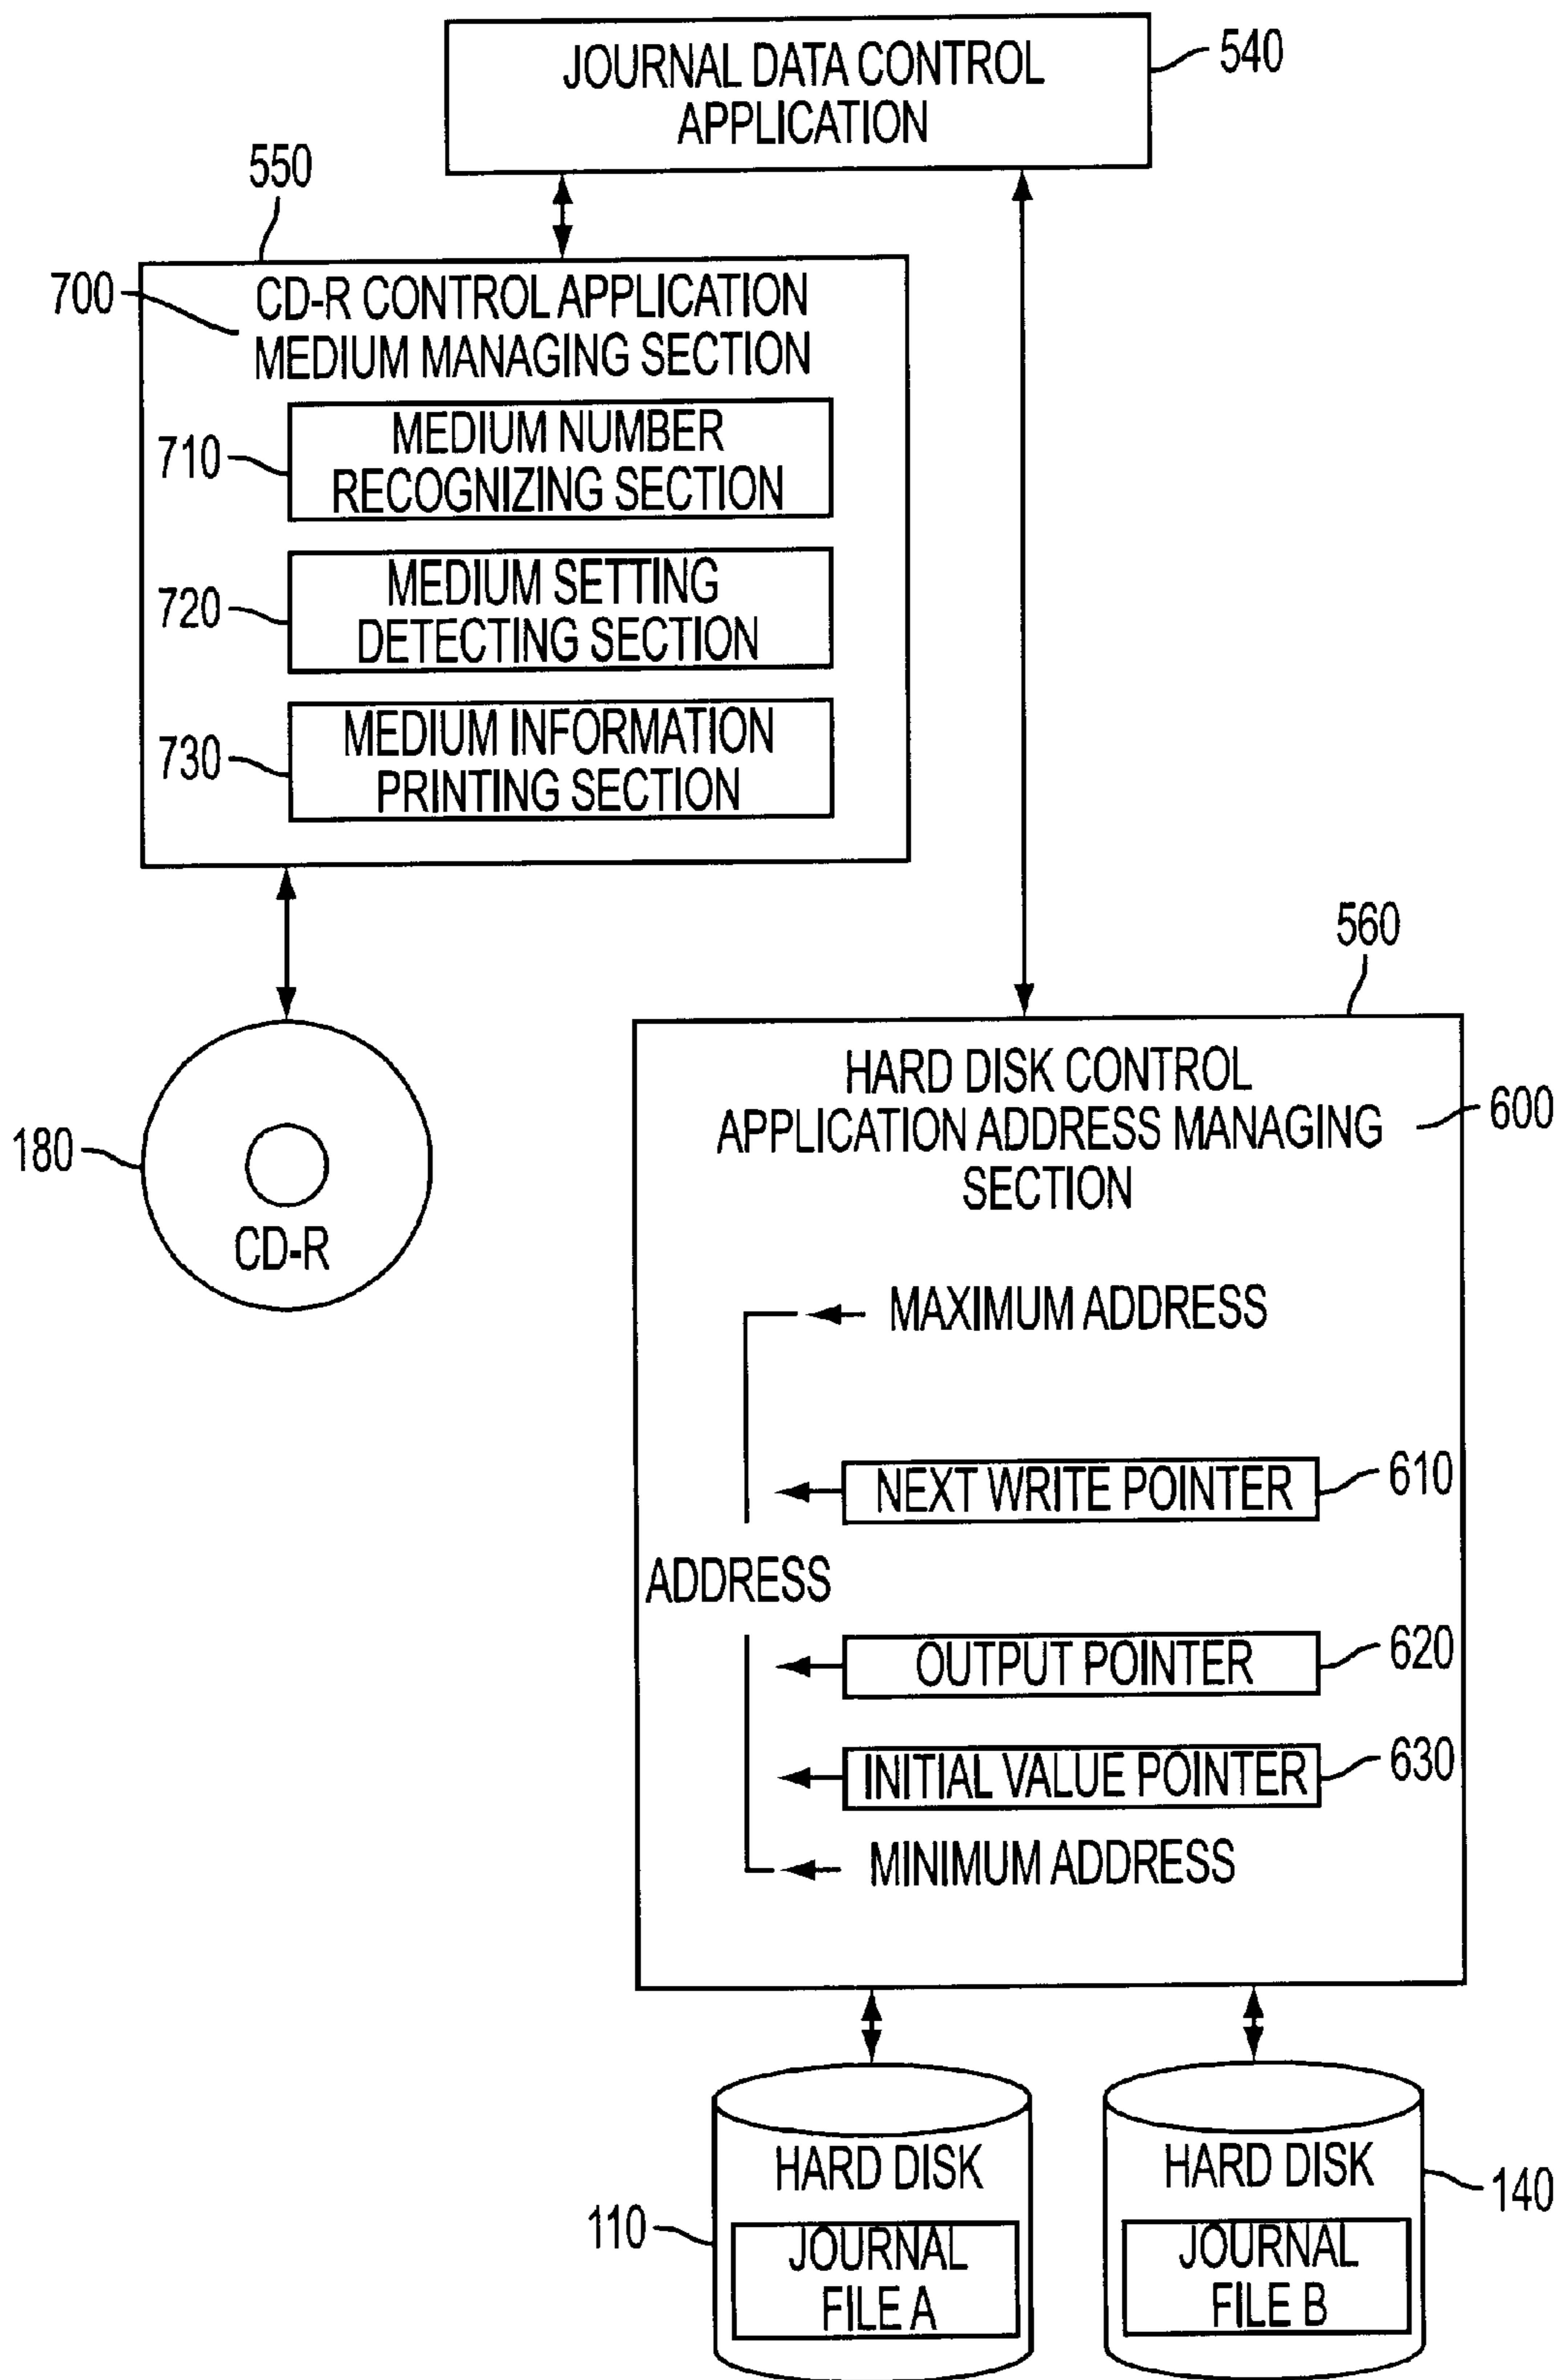 JOURNAL DATA CONTROL
APPLICATION
540
550
700
CD-R CONTROL APPLICATION
MEDIUM MANAGING SECTION
710
MEDIUM NUMBER
RECOGNIZING SECTION
720
MEDIUM SETTING
DETECTING SECTION
730
MEDIUM INFORMATION
PRINTING SECTION
180
CD-R
560
HARD DISK CONTROL
APPLICATION ADDRESS MANAGING
SECTION
600
MAXIMUM ADDRESS
NEXT WRITE POINTER
610
ADDRESS
OUTPUT POINTER
620
INITIAL VALUE POINTER
630
MINIMUM ADDRESS
110
HARD DISK
JOURNAL
FILE A
HARD DISK
140
JOURNAL
FILE B